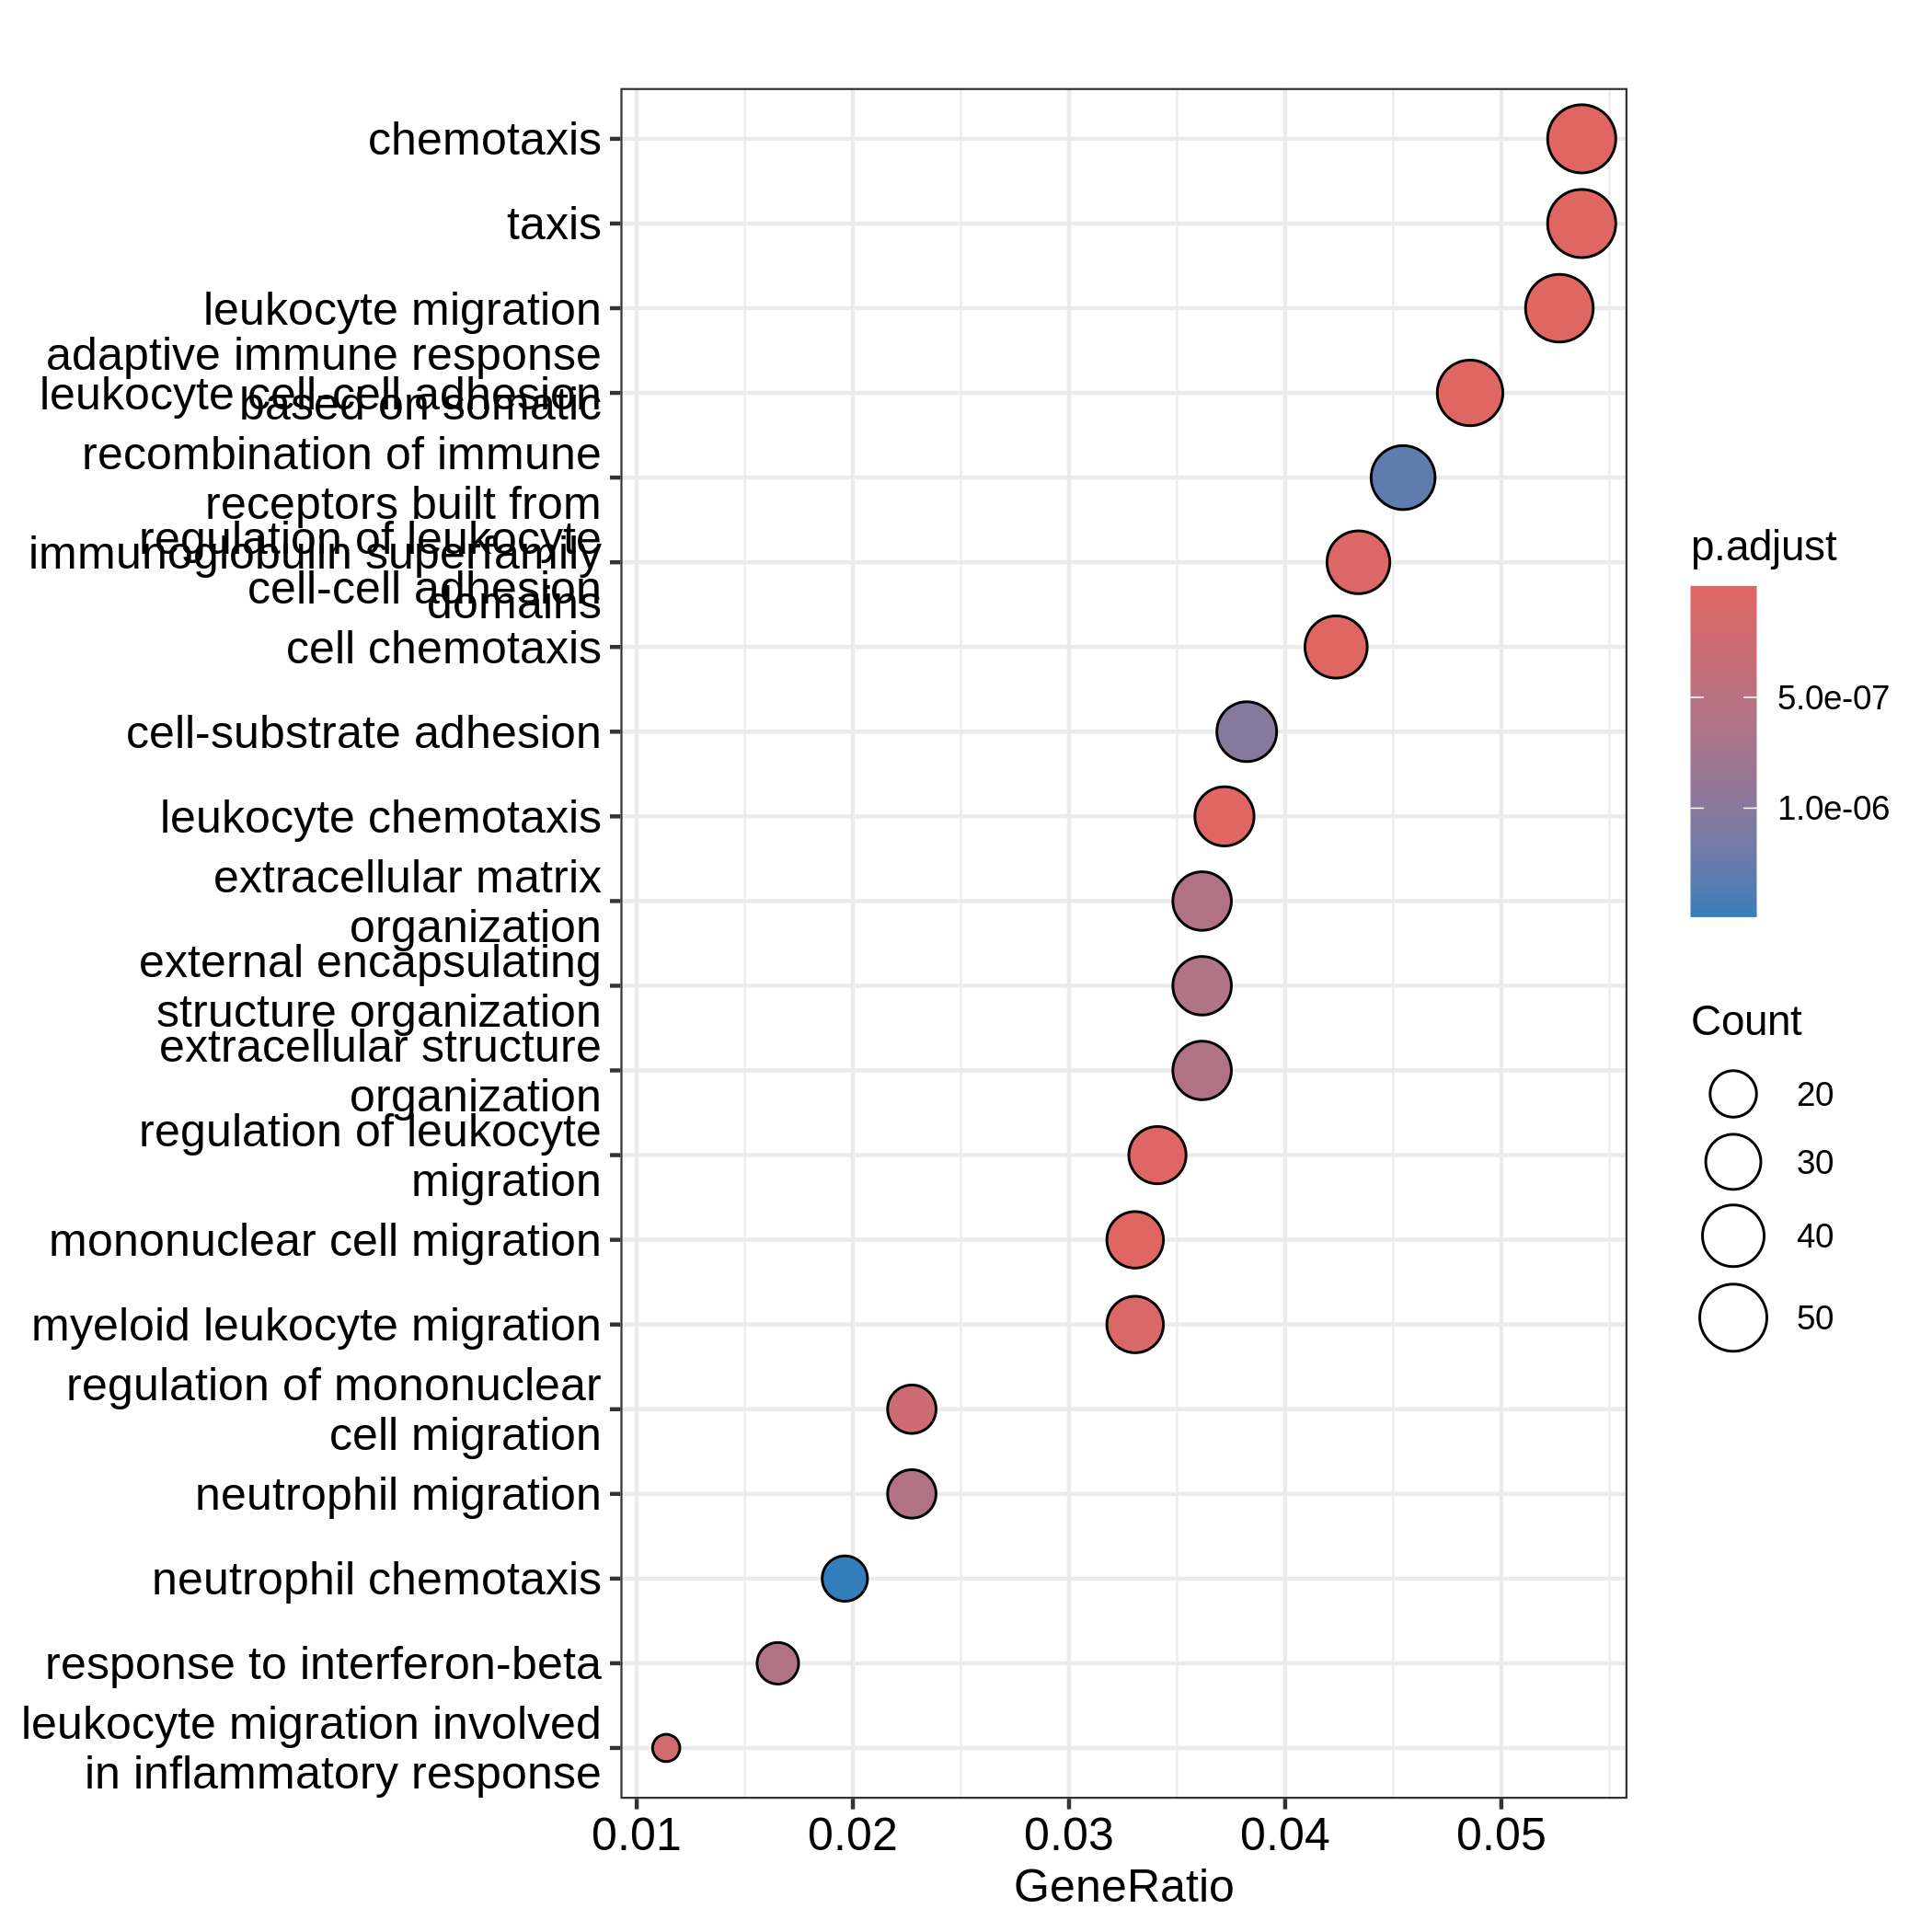 chemotaxis
taxis
leukocyte migration
leukocyte cell-cell adhesion
adaptive immune response
based on somatic
recombination of immune
receptors built from
immunoglobulin superfamily
domains
regulation of leukocyte
cell-cell adhesion
cell chemotaxis
cell-substrate adhesion
leukocyte chemotaxis
extracellular matrix
organization
external encapsulating
structure organization
extracellular structure
organization
regulation of leukocyte
migration
mononuclear cell migration
myeloid leukocyte migration
regulation of mononuclear
cell migration
neutrophil migration
neutrophil chemotaxis
response to interferon-beta
leukocyte migration involved
in inflammatory response
0.01
0.02
0.03
0.04
0.05
GeneRatio
p.adjust
5.0e-07
1.0e-06
Count
20
30
40
50